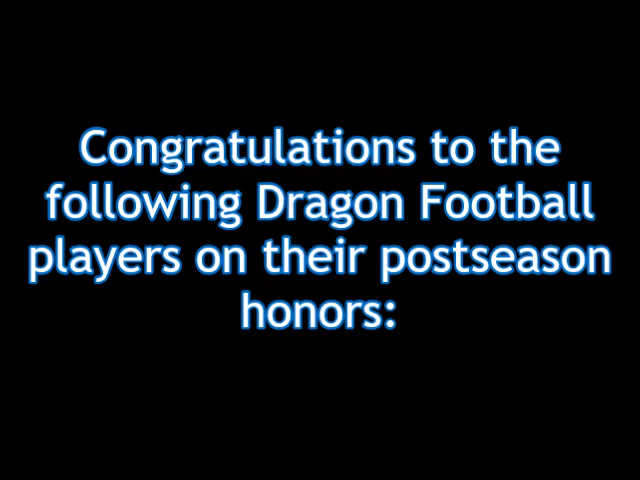 Congratulations to the
following Dragon Football
players on their postseason
honors: